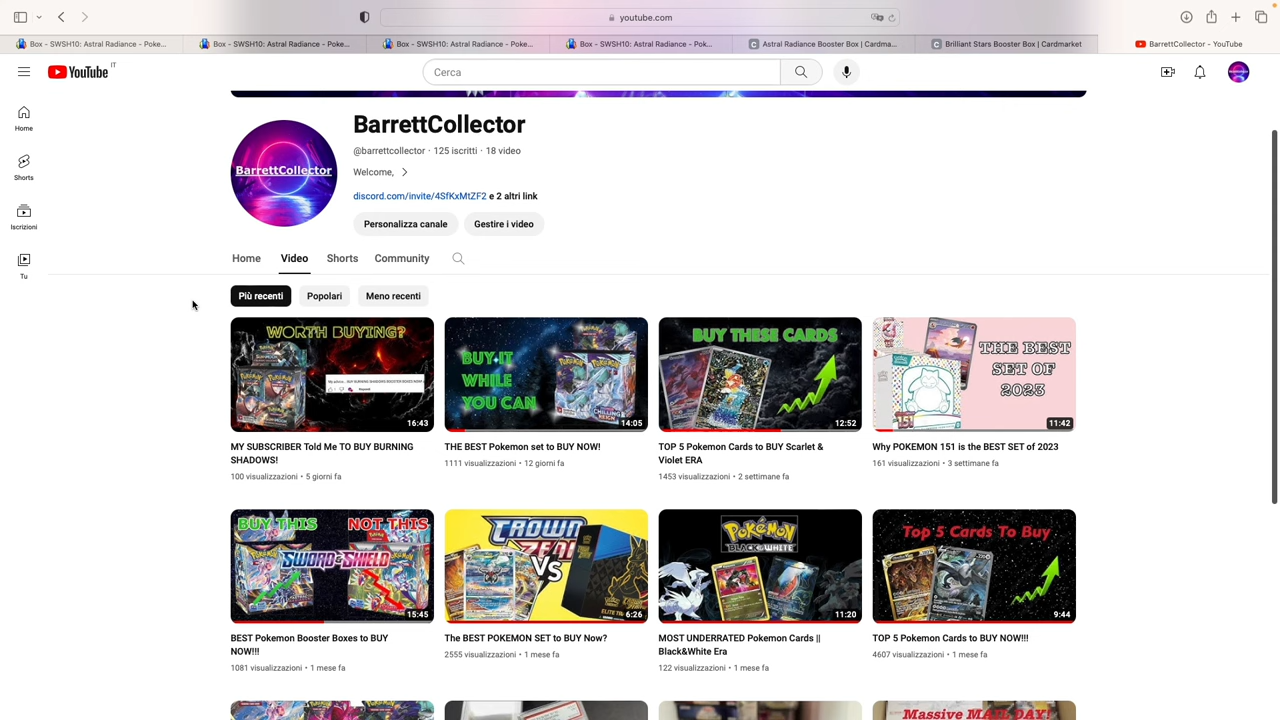 youtube.com
Box - SWSH10: Astral Radiance - Poke...
Box - SWSH10: Astral Radiance - Poke...
Box - SWSH10: Astral Radiance - Poke...
Box - SWSH10: Astral Radiance - Pok...
Astral Radiance Booster Box | Cardma...
Brilliant Stars Booster Box | Cardmarket
BarrettCollector - YouTube
YouTube IT
Cerca
Home
Shorts
Iscrizioni
Tu
BarrettCollector
BarrettCollector
@barrettcollector · 125 iscritti · 18 video
Welcome,
discord.com/invite/4SfKxMtZF2 e 2 altri link
Personalizza canale
Gestire i video
Home
Video
Shorts
Community
Più recenti
Popolari
Meno recenti
WORTH BUYING?
16:43
BUY IT
WHILE
YOU CAN
CHILLING REIGN
14:05
BUY THESE CARDS
12:52
THE BEST
SET OF
2023
11:42
MY SUBSCRIBER Told Me TO BUY BURNING
SHADOWS!
100 visualizzazioni • 5 giorni fa
THE BEST Pokemon set to BUY NOW!
1111 visualizzazioni • 12 giorni fa
TOP 5 Pokemon Cards to BUY Scarlet &
Violet ERA
1453 visualizzazioni • 2 settimane fa
Why POKEMON 151 is the BEST SET of 2023
161 visualizzazioni • 3 settimane fa
BUY THIS
NOT THIS
SWORD & SHIELD
15:45
CROWN
ZENITH
VS
6:26
POKéMON
BLACK&WHITE
11:20
Top 5 Cards To Buy
9:44
BEST Pokemon Booster Boxes to BUY
NOW!!!
1081 visualizzazioni • 1 mese fa
The BEST POKEMON SET to BUY Now?
2555 visualizzazioni • 1 mese fa
MOST UNDERRATED Pokemon Cards ||
Black&White Era
122 visualizzazioni • 1 mese fa
TOP 5 Pokemon Cards to BUY NOW!!!
4607 visualizzazioni • 1 mese fa
Massive MAIL DAY!